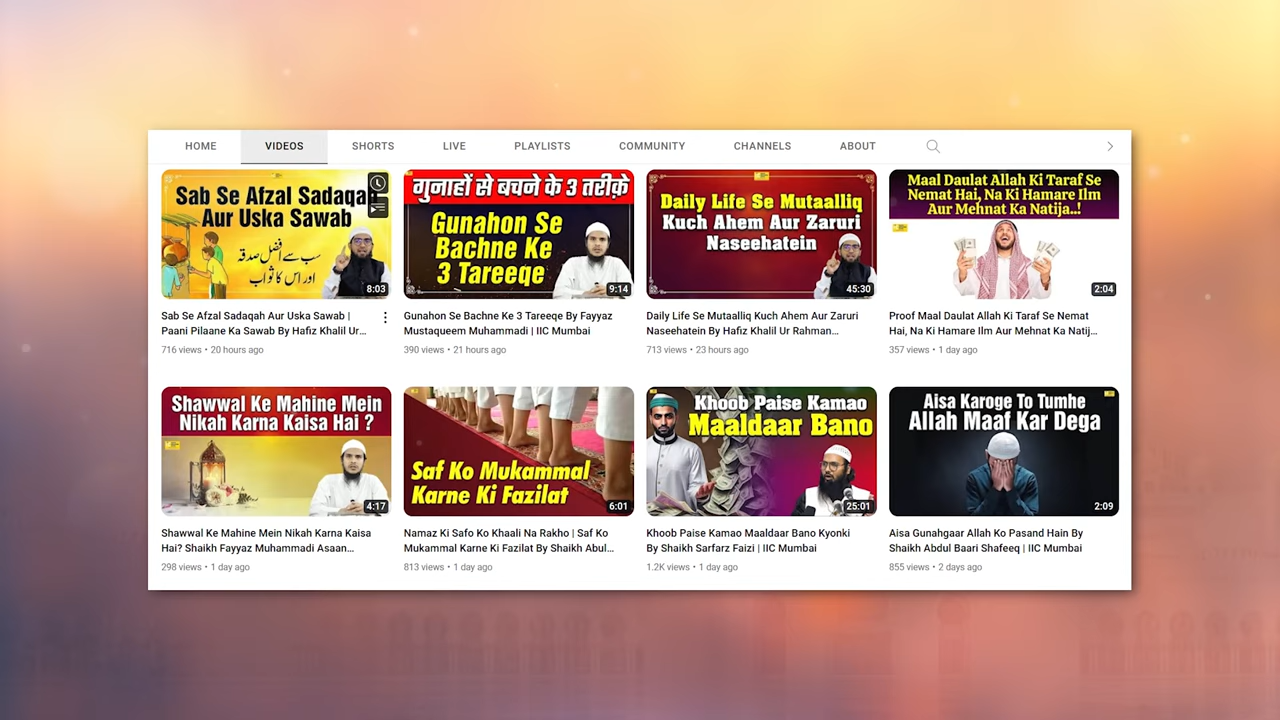 HOME VIDEOS SHORTS LIVE PLAYLISTS COMMUNITY CHANNELS ABOUT
Sab Se Afzal Sadaqah
Aur Uska Sawab
سب سے افضل صدقہ
اور اس کا ثواب
8:03
Sab Se Afzal Sadaqah Aur Uska Sawab |
Paani Pilaane Ka Sawab By Hafiz Khalil Ur...
716 views • 20 hours ago
गुनाहों से बचने के 3 तरीक़े
Gunahon Se
Bachne Ke
3 Tareeqe
9:14
Gunahon Se Bachne Ke 3 Tareeqe By Fayyaz
Mustaqueem Muhammadi | IIC Mumbai
390 views • 21 hours ago
Daily Life Se Mutaalliq
Kuch Ahem Aur Zaruri
Naseehatein
45:30
Daily Life Se Mutaalliq Kuch Ahem Aur Zaruri
Naseehatein By Hafiz Khalil Ur Rahman...
713 views • 23 hours ago
Maal Daulat Allah Ki Taraf Se
Nemat Hai, Na Ki Hamare Ilm
Aur Mehnat Ka Natija..!
2:04
Proof Maal Daulat Allah Ki Taraf Se Nemat
Hai, Na Ki Hamare Ilm Aur Mehnat Ka Natij...
357 views • 1 day ago
Shawwal Ke Mahine Mein
Nikah Karna Kaisa Hai ?
4:17
Shawwal Ke Mahine Mein Nikah Karna Kaisa
Hai? Shaikh Fayyaz Muhammadi Asaan...
298 views • 1 day ago
Saf Ko Mukammal
Karne Ki Fazilat
6:01
Namaz Ki Safo Ko Khaali Na Rakho | Saf Ko
Mukammal Karne Ki Fazilat By Shaikh Abul...
813 views • 1 day ago
Khoob Paise Kamao
Maaldaar Bano
25:01
Khoob Paise Kamao Maaldaar Bano Kyonki
By Shaikh Sarfarz Faizi | IIC Mumbai
1.2K views • 1 day ago
Aisa Karoge To Tumhe
Allah Maaf Kar Dega
2:09
Aisa Gunahgaar Allah Ko Pasand Hain By
Shaikh Abdul Baari Shafeeq | IIC Mumbai
855 views • 2 days ago